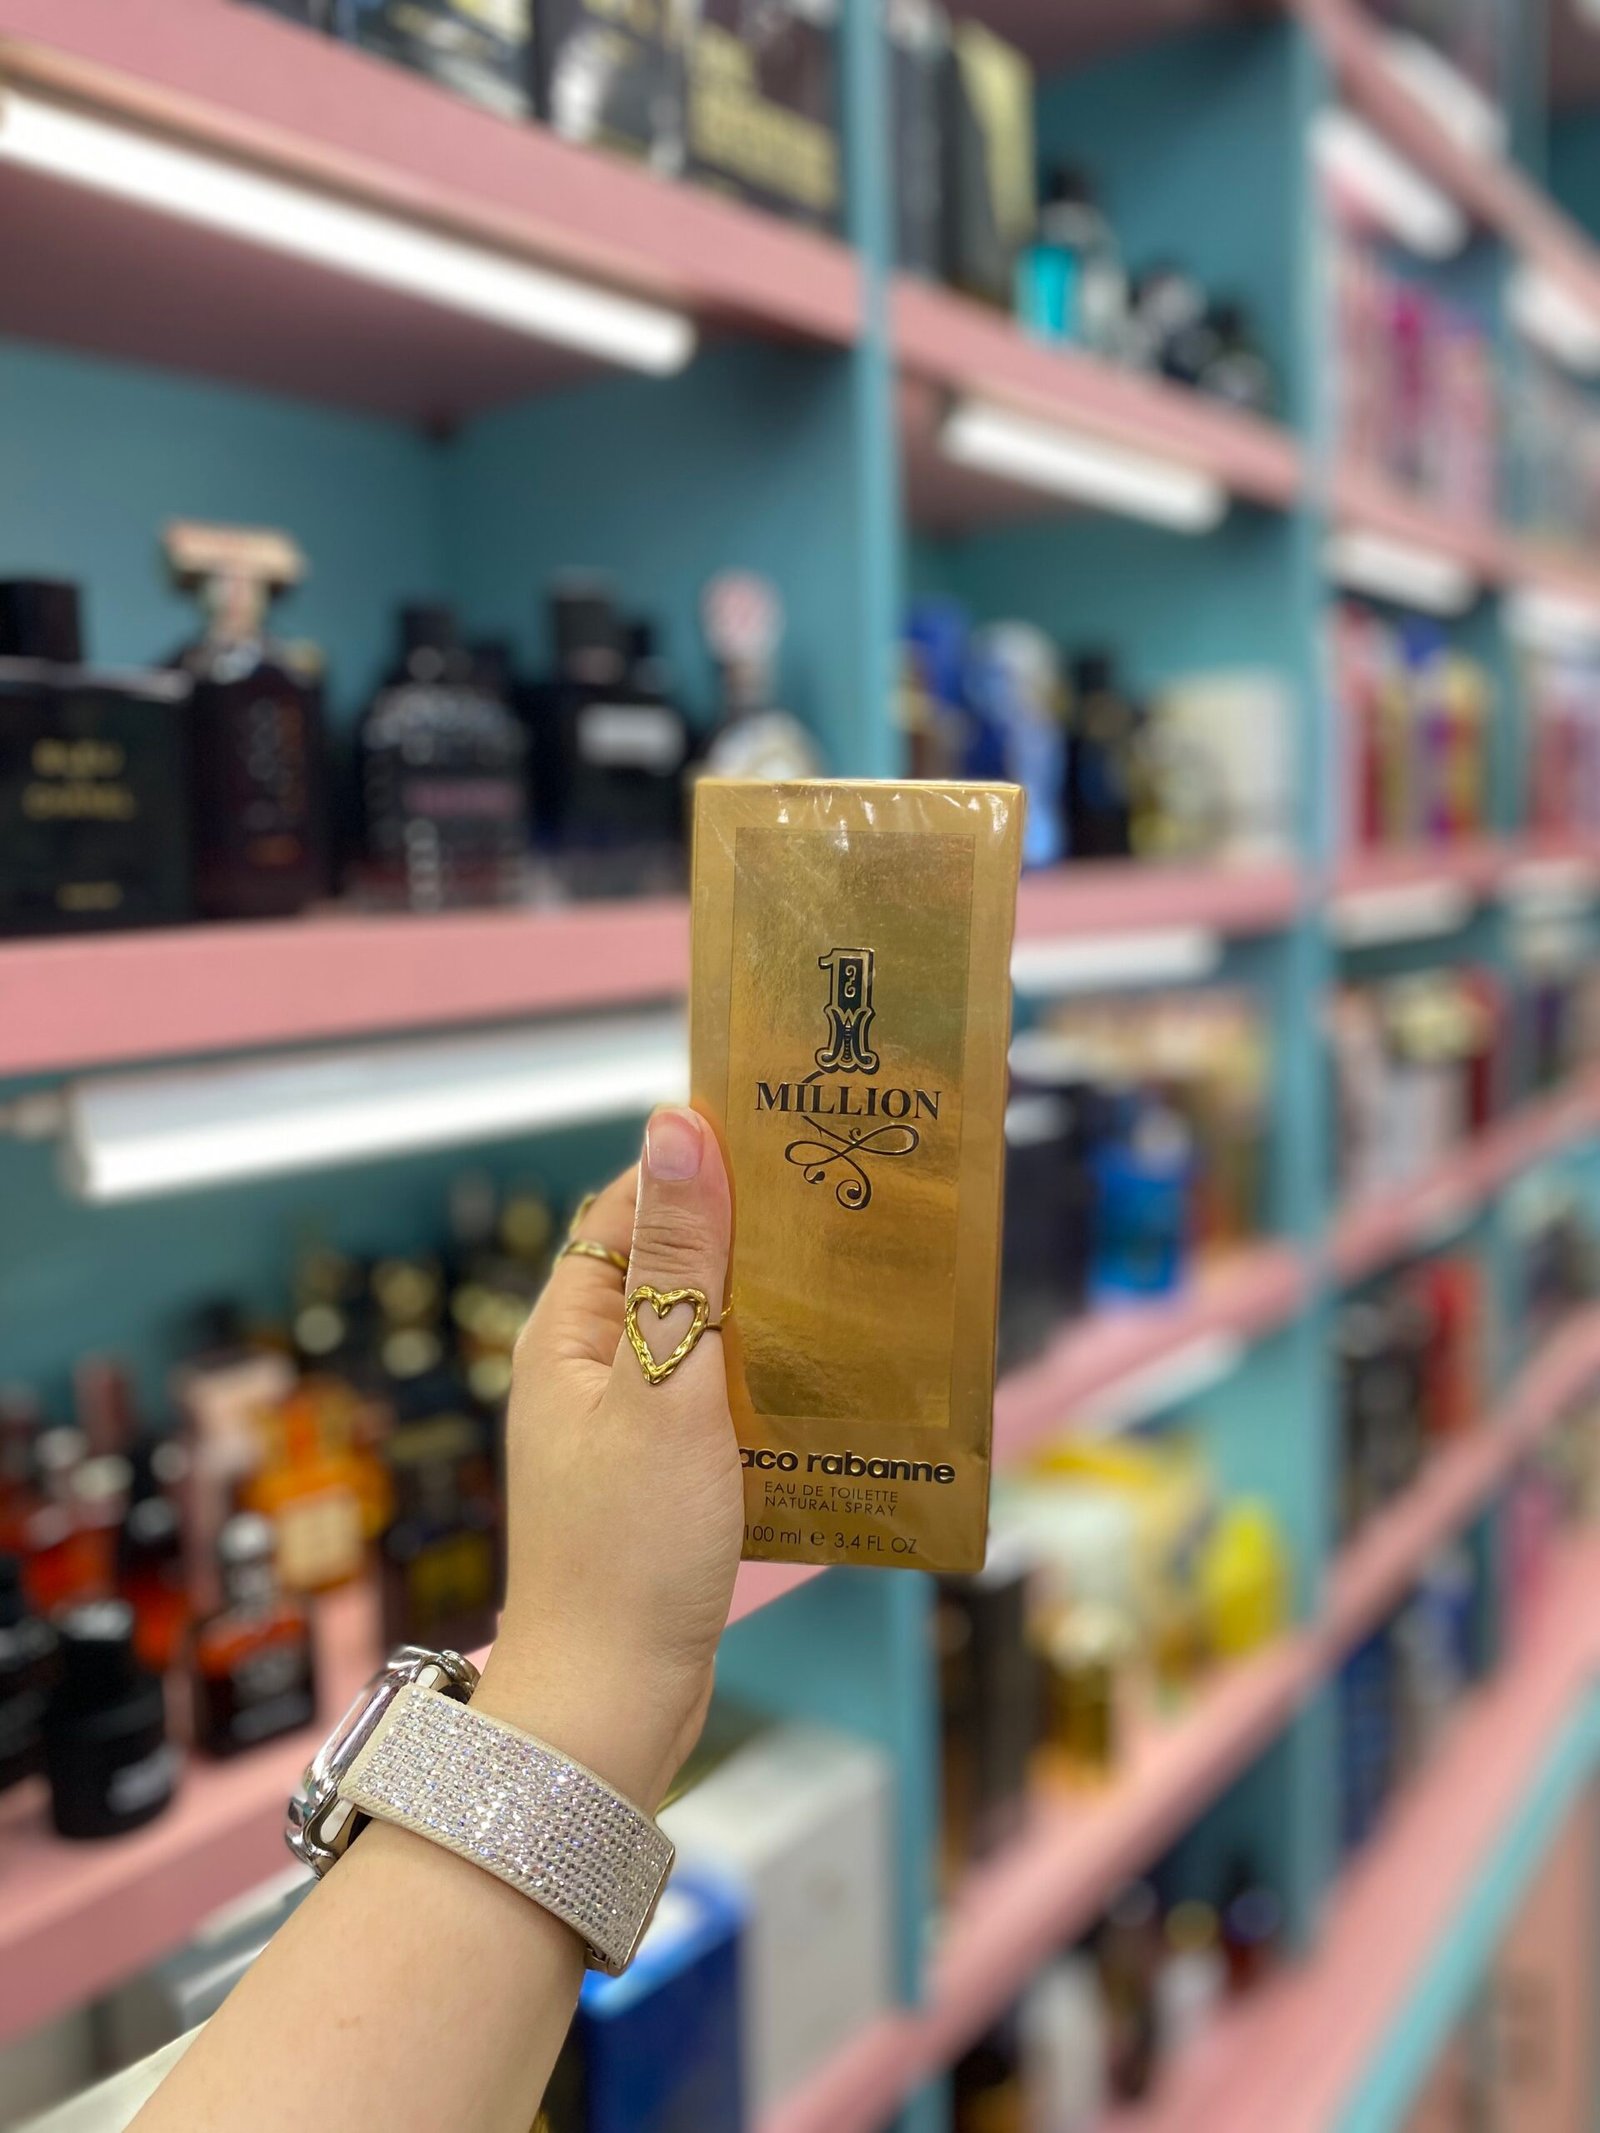 1
MILLION
aco rabanne
EAU DE TOILETTE
NATURAL SPRAY
100 ml e 3.4 FL OZ